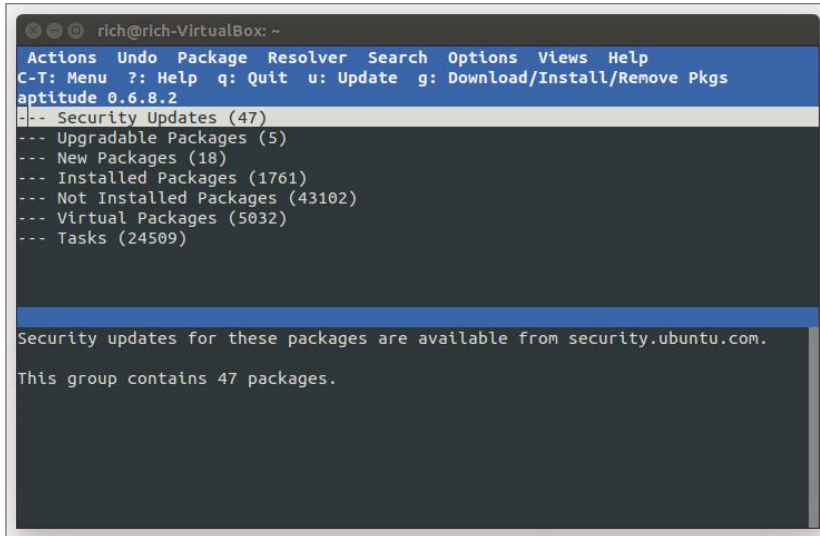 rich@rich-VirtualBox: ~
Actions Undo Package Resolver Search Options Views Help
C-T: Menu ?: Help q: Quit u: Update g: Download/Install/Remove Pkgs
aptitude 0.6.8.2
--- Security Updates (47)
--- Upgradable Packages (5)
--- New Packages (18)
--- Installed Packages (1761)
--- Not Installed Packages (43102)
--- Virtual Packages (5032)
--- Tasks (24509)
Security updates for these packages are available from security.ubuntu.com.
This group contains 47 packages.